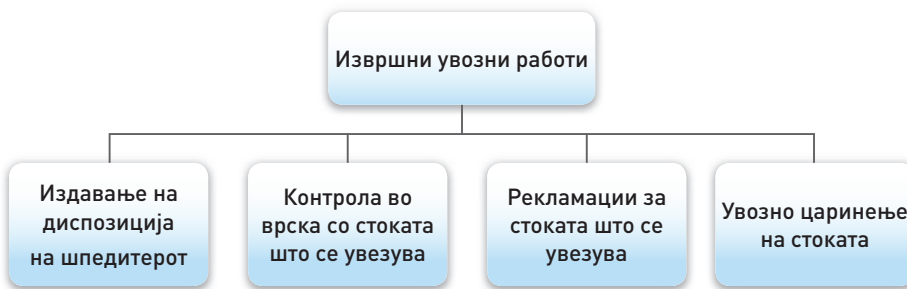 Извршни увозни работи
Издавање на
диспозиција
на шпедитерот
Контрола во
врска со стоката
што се увезува
Рекламации за
стоката што се
увезува
Увозно царинење
на стоката